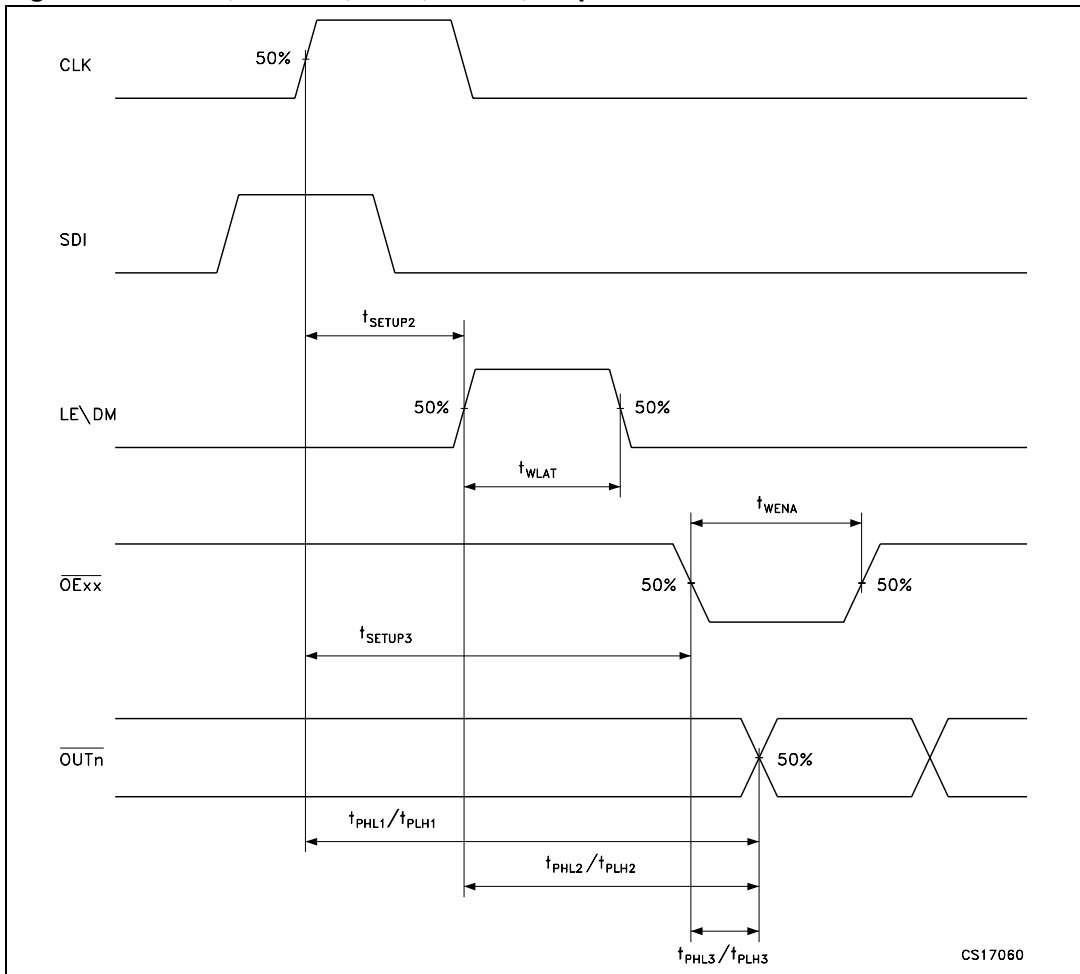 50%
CLK
SDI
tSETUP2
50%
50%
LE\DM
tWLAT
tWENA
50%
50%
OExx
tSETUP3
50%
OUTn
tPHL1/tPLH1
tPHL2/tPLH2
tPHL3/tPLH3
CS17060